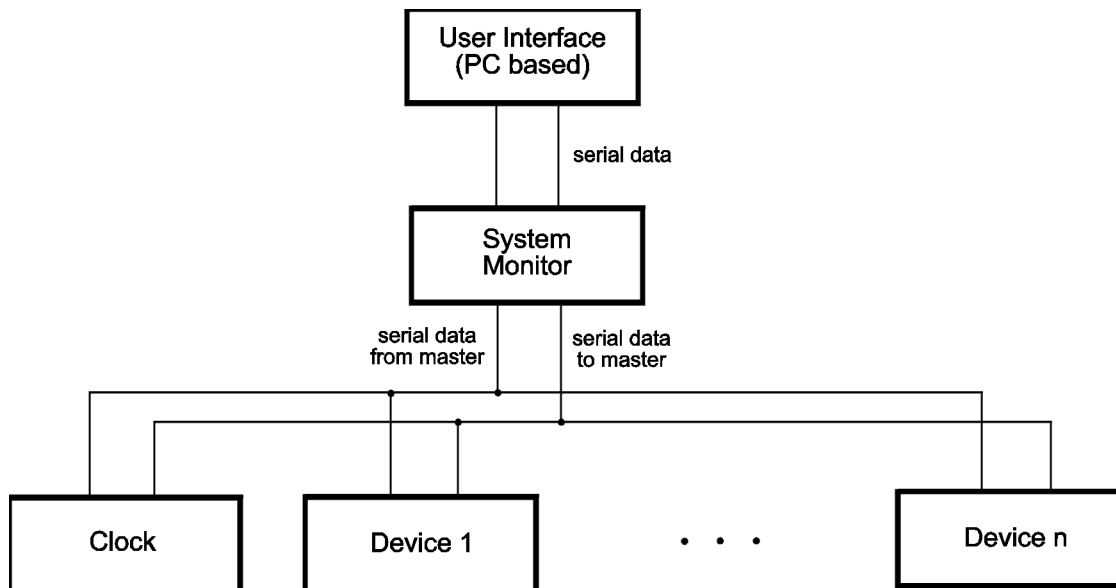 User Interface
(PC based)
serial data
System
Monitor
serial data
from master
serial data
to master
Clock
Device 1
. . .
Device n